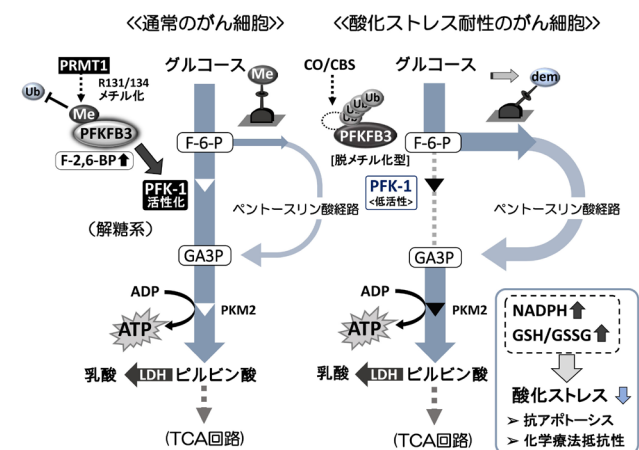 ≪通常のがん細胞≫
PRMT1
R131/134
メチル化
Ub
Me
PFKFB3
F-2,6-BP⬆
グルコース
Me
F-6-P
PFK-1
活性化
(解糖系)
ペントースリン酸経路
GA3P
ADP
ATP
PKM2
乳酸
LDH
ピルビン酸
(TCA回路)
≪酸化ストレス耐性のがん細胞≫
CO/CBS
Ub
Ub
Ub
Ub
PFKFB3
[脱メチル化型]
グルコース
dem
F-6-P
PFK-1
<低活性>
ペントースリン酸経路
GA3P
ADP
ATP
PKM2
乳酸
LDH
ピルビン酸
(TCA回路)
NADPH⬆
GSH/GSSG⬆
酸化ストレス⬇
➢ 抗アポトーシス
➢ 化学療法抵抗性